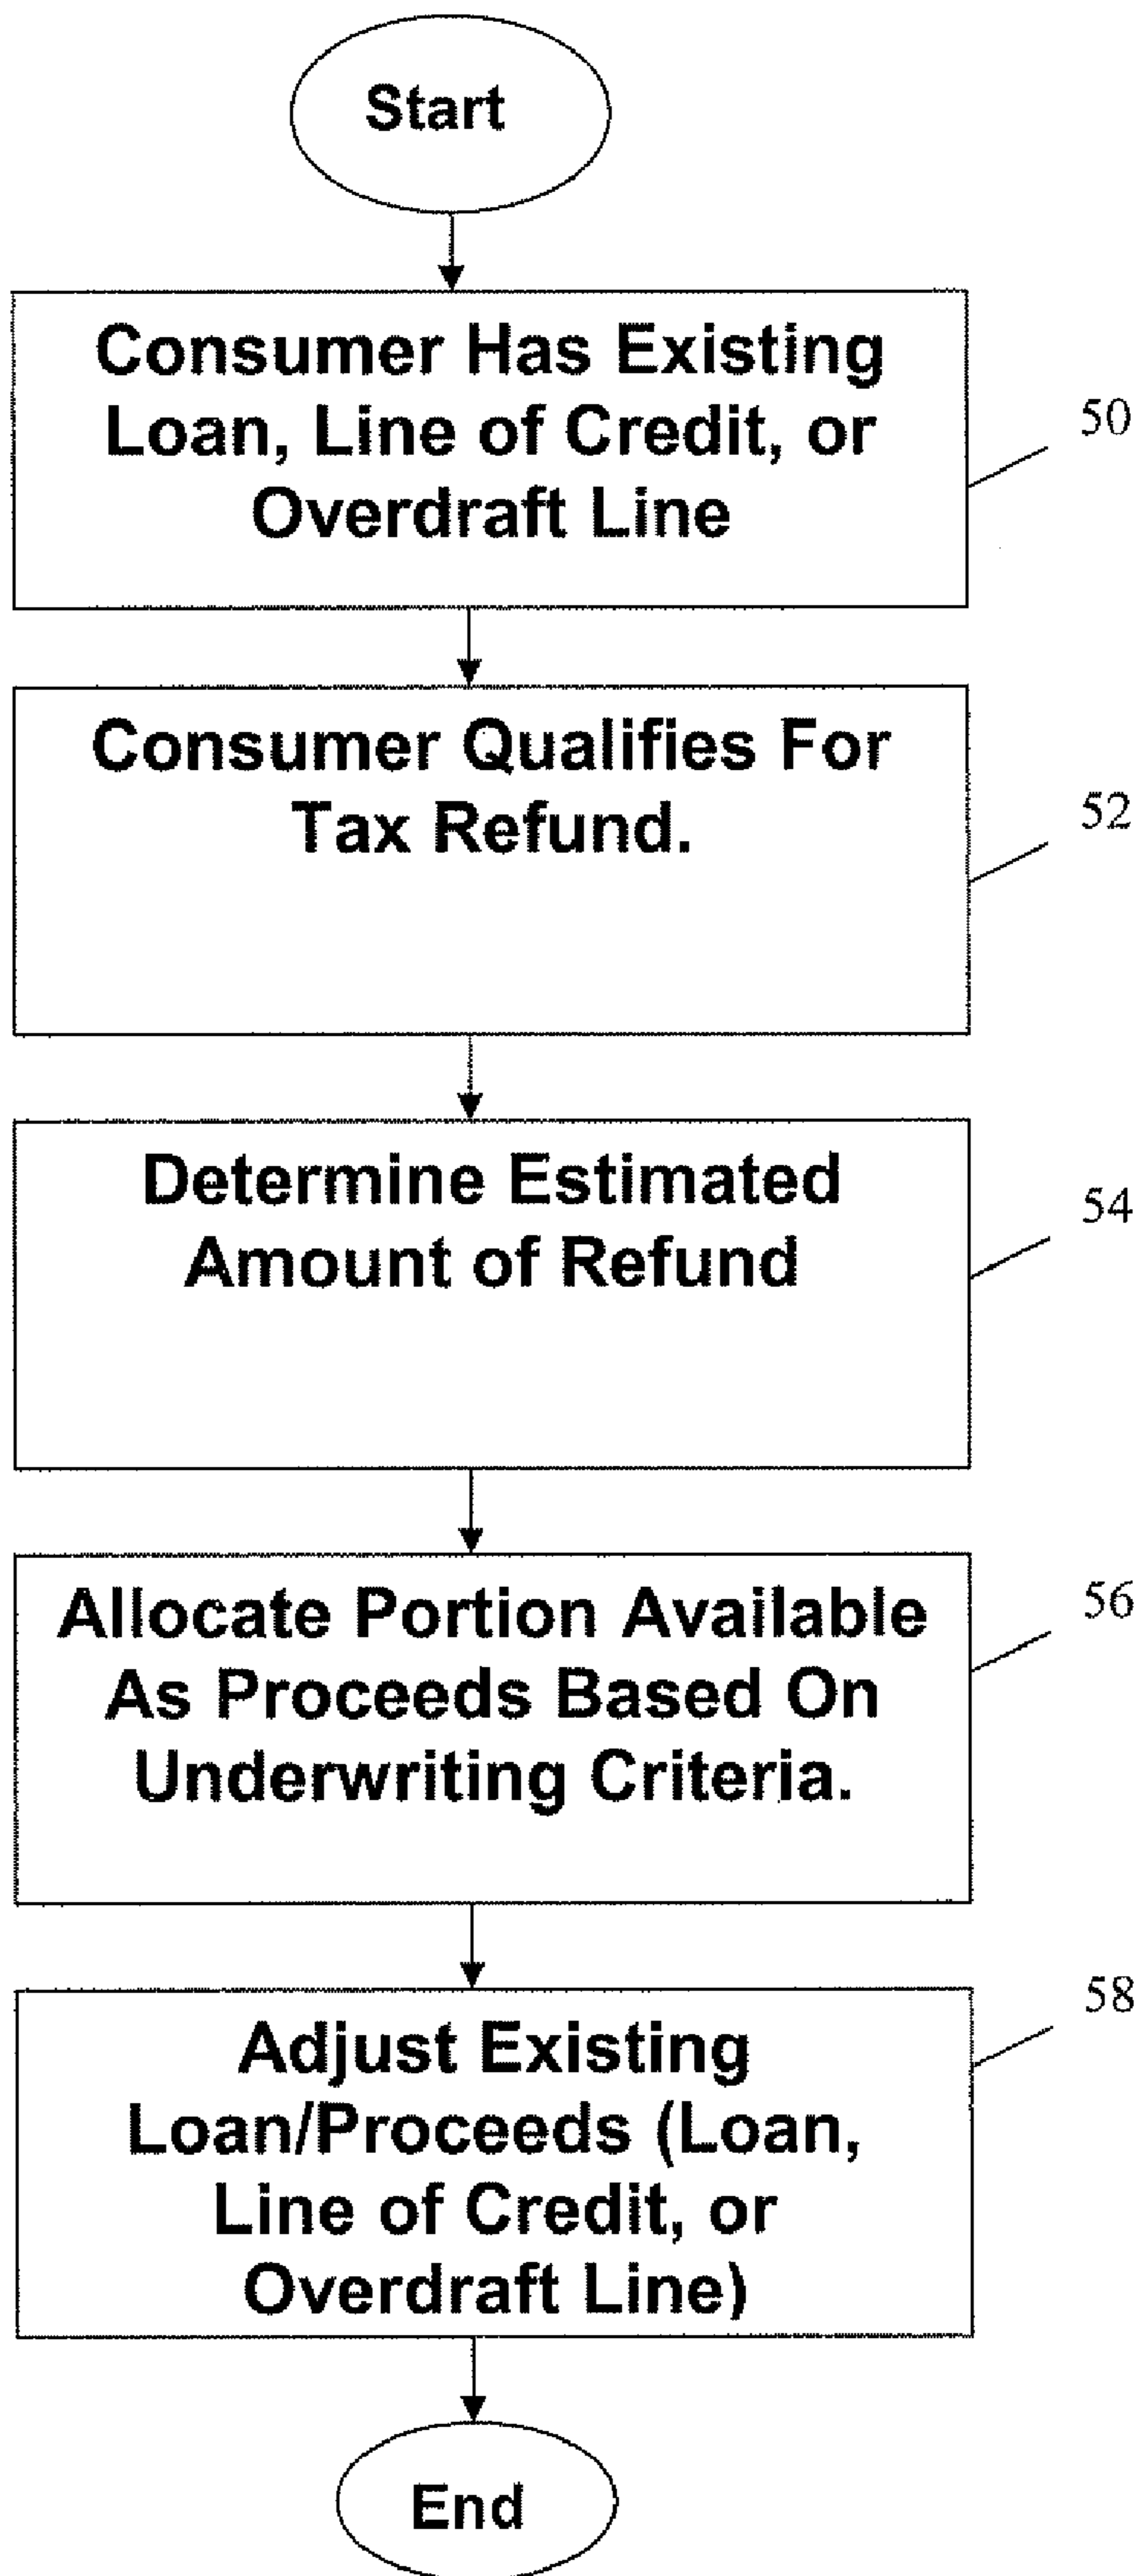 Start
Consumer Has Existing
Loan, Line of Credit, or
Overdraft Line
50
Consumer Qualifies For
Tax Refund.
52
Determine Estimated
Amount of Refund
54
Allocate Portion Available
As Proceeds Based On
Underwriting Criteria.
56
Adjust Existing
Loan/Proceeds (Loan,
Line of Credit, or
Overdraft Line)
58
End